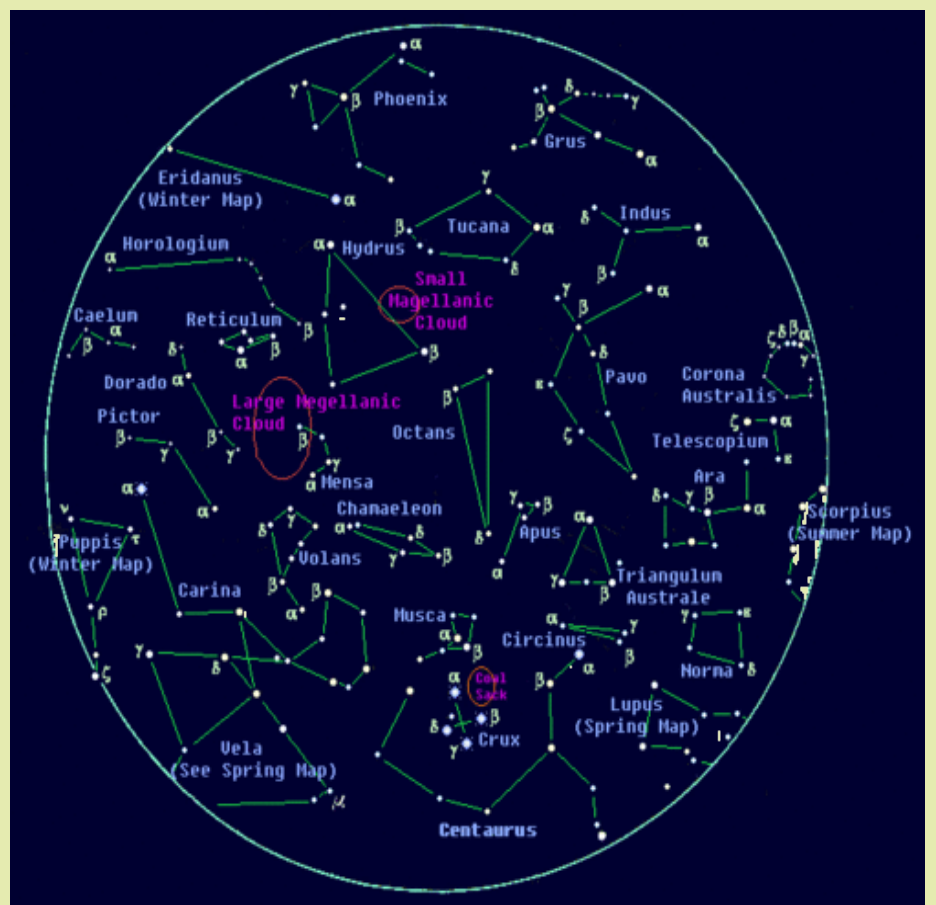 α
γ
β
Phoenix
δ
β
γ
Grus
α
Eridanus
(Winter Map)
α
γ
β
Tucana
α
δ
δ
Indus
α
β
Horologium
α
β
α
Hydrus
β
Small
Magellanic
Cloud
γ
β
α
δ
ε
Pavo
ζ
Caelum
α
β
Reticulum
β
α
ζ
δ
β
α
γ
Corona
Australis
δ
Dorado
α
β
γ
Large Megellanic
Cloud
β
γ
α
Mensa
β
Octans
δ
Pictor
β
γ
α
ζ
α
Telescopium
ε
Ara
δ
γ
β
α
α
ν
τ
Puppis
(Winter Map)
ρ
ζ
Chamaeleon
α
δ
γ
β
γ
δ
Volans
β
α
γ
β
Apus
α
α
Triangulum
Australe
γ
β
Scorpius
(Summer Map)
Carina
β
ι
γ
δ
Musca
α
β
α
γ
Circinus
β
α
β
γ
ε
Norma
δ
α
Coal
Sack
β
δ
γ
Crux
Lupus
(Spring Map)
Vela
(See Spring Map)
μ
Centaurus